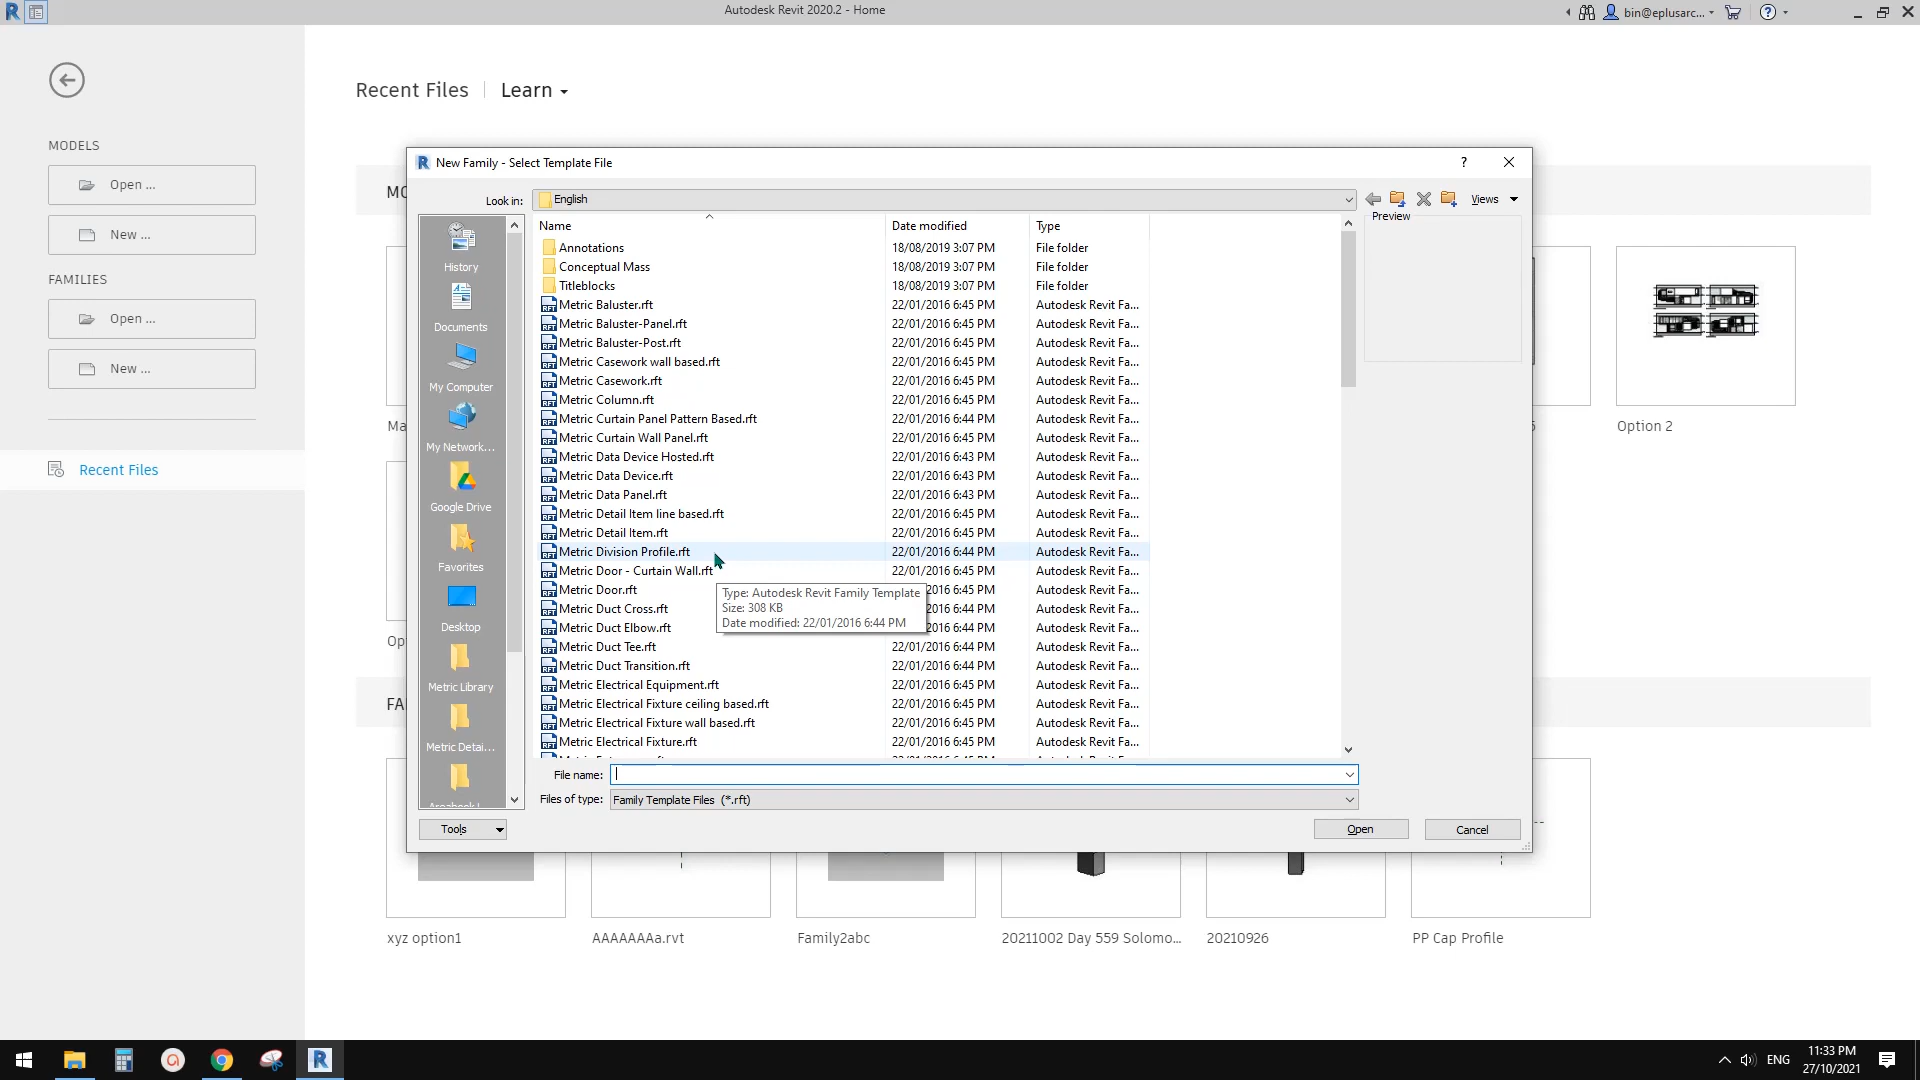 Autodesk Revit 2020.2 - Home
bin@eplusarc...
Recent Files
Learn
MODELS
Open ...
New ...
FAMILIES
Open ...
New ...
Recent Files
New Family - Select Template File
Look in:
English
Views
Preview
History
Documents
My Computer
My Network...
Google Drive
Favorites
Desktop
Metric Library
Metric Detai...
Name Date modified Type
Annotations 18/08/2019 3:07 PM File folder
Conceptual Mass 18/08/2019 3:07 PM File folder
Titleblocks 18/08/2019 3:07 PM File folder
Metric Baluster.rft 22/01/2016 6:45 PM Autodesk Revit Fa...
Metric Baluster-Panel.rft 22/01/2016 6:45 PM Autodesk Revit Fa...
Metric Baluster-Post.rft 22/01/2016 6:45 PM Autodesk Revit Fa...
Metric Casework wall based.rft 22/01/2016 6:45 PM Autodesk Revit Fa...
Metric Casework.rft 22/01/2016 6:45 PM Autodesk Revit Fa...
Metric Column.rft 22/01/2016 6:45 PM Autodesk Revit Fa...
Metric Curtain Panel Pattern Based.rft 22/01/2016 6:44 PM Autodesk Revit Fa...
Metric Curtain Wall Panel.rft 22/01/2016 6:45 PM Autodesk Revit Fa...
Metric Data Device Hosted.rft 22/01/2016 6:43 PM Autodesk Revit Fa...
Metric Data Device.rft 22/01/2016 6:43 PM Autodesk Revit Fa...
Metric Data Panel.rft 22/01/2016 6:43 PM Autodesk Revit Fa...
Metric Detail Item line based.rft 22/01/2016 6:45 PM Autodesk Revit Fa...
Metric Detail Item.rft 22/01/2016 6:45 PM Autodesk Revit Fa...
Metric Division Profile.rft 22/01/2016 6:44 PM Autodesk Revit Fa...
Metric Door - Curtain Wall.rft 22/01/2016 6:45 PM Autodesk Revit Fa...
Metric Door.rft 2016 6:45 PM Autodesk Revit Fa...
Metric Duct Cross.rft 2016 6:44 PM Autodesk Revit Fa...
Metric Duct Elbow.rft 2016 6:44 PM Autodesk Revit Fa...
Type: Autodesk Revit Family Template
Size: 308 KB
Date modified: 22/01/2016 6:44 PM
Metric Duct Tee.rft 22/01/2016 6:44 PM Autodesk Revit Fa...
Metric Duct Transition.rft 22/01/2016 6:44 PM Autodesk Revit Fa...
Metric Electrical Equipment.rft 22/01/2016 6:45 PM Autodesk Revit Fa...
Metric Electrical Fixture ceiling based.rft 22/01/2016 6:45 PM Autodesk Revit Fa...
Metric Electrical Fixture wall based.rft 22/01/2016 6:45 PM Autodesk Revit Fa...
Metric Electrical Fixture.rft 22/01/2016 6:45 PM Autodesk Revit Fa...
File name:
Files of type: Family Template Files (*.rft)
Tools
Open
Cancel
MO
Ma
Op
Option 2
FA
xyz option1
AAAAAAAa.rvt
Family2abc
20211002 Day 559 Solomo...
20210926
PP Cap Profile
ENG
11:33 PM
27/10/2021